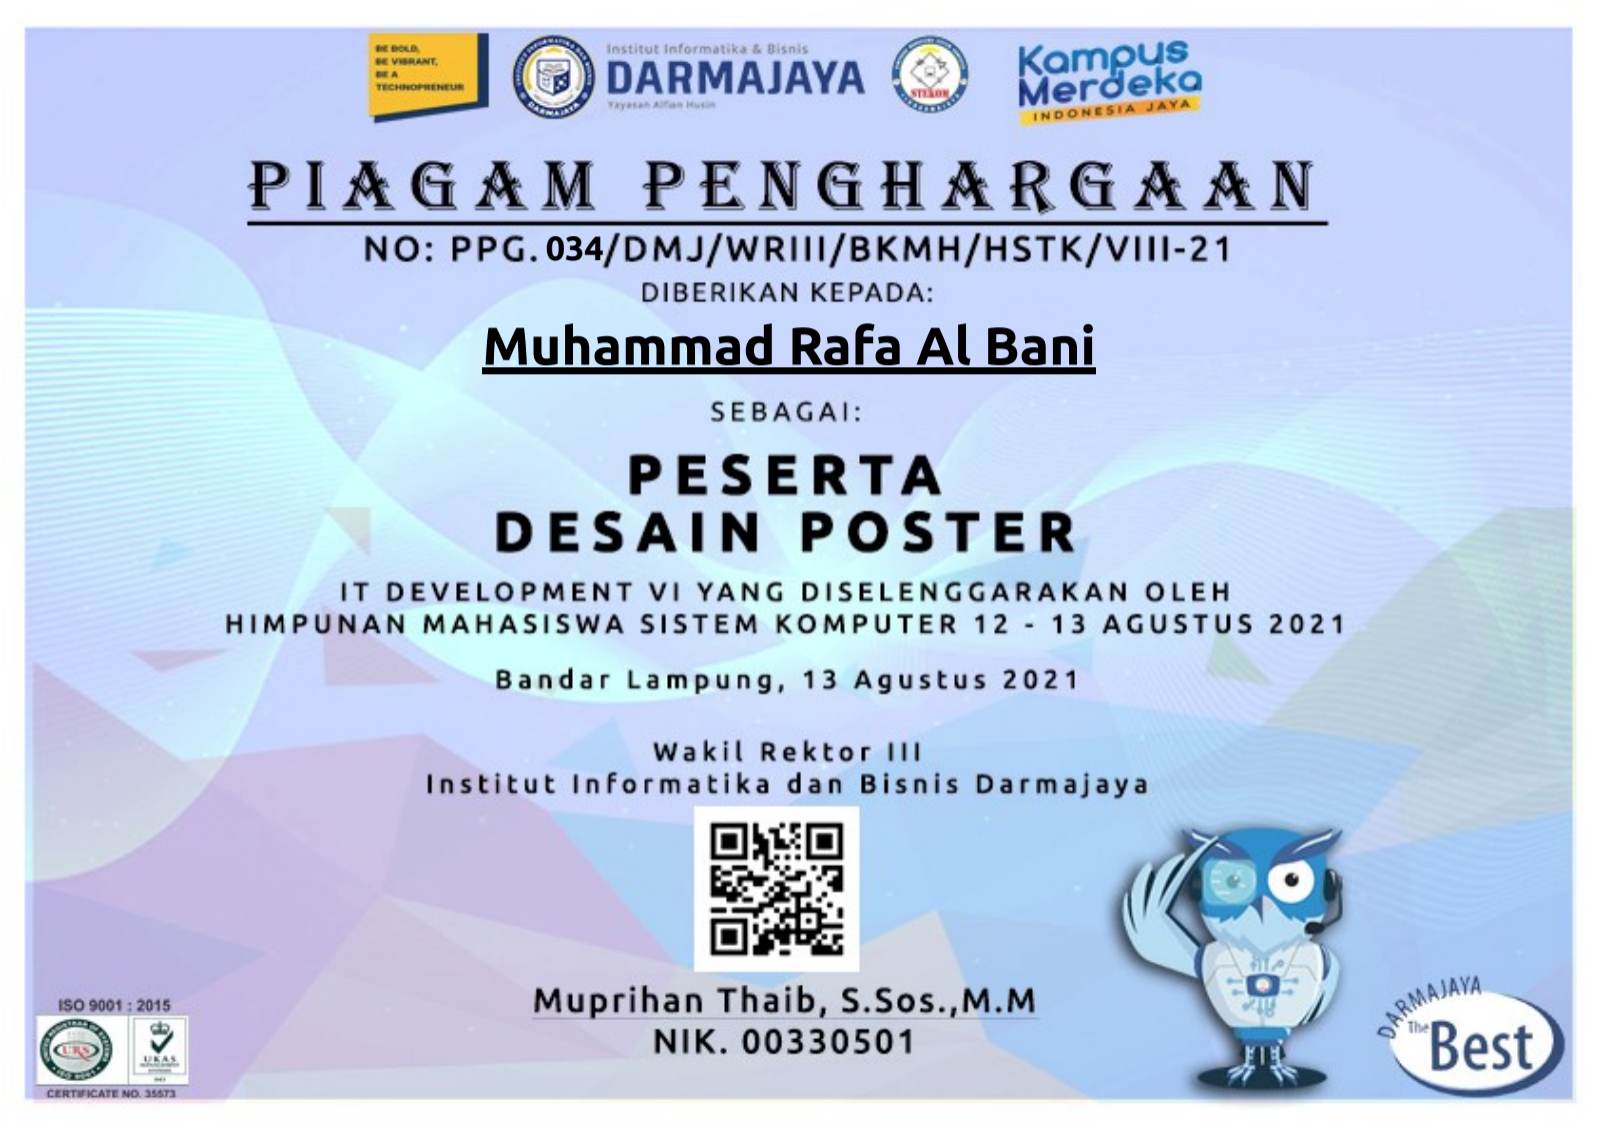 BE BOLD,
BE VIBRANT,
BE A
TECHNOPRENEUR
DARMAJAYA
Institut Informatika & Bisnis
DARMAJAYA
Yayasan Alfian Husin
STEKOM
Kampus
Merdeka
INDONESIA JAYA
PIAGAM PENGHARGAAN
NO: PPG. 034/DMJ/WRIII/BKMH/HSTK/VIII-21
DIBERIKAN KEPADA:
Muhammad Rafa Al Bani
SEBAGAI:
PESERTA
DESAIN POSTER
IT DEVELOPMENT VI YANG DISELENGGARAKAN OLEH
HIMPUNAN MAHASISWA SISTEM KOMPUTER 12 - 13 AGUSTUS 2021
Bandar Lampung, 13 Agustus 2021
Wakil Rektor III
Institut Informatika dan Bisnis Darmajaya
Muprihan Thaib, S.Sos.,M.M
NIK. 00330501
ISO 9001 : 2015
URS
UKAS
CERTIFICATE NO. 35573
DARMAJAYA
The Best